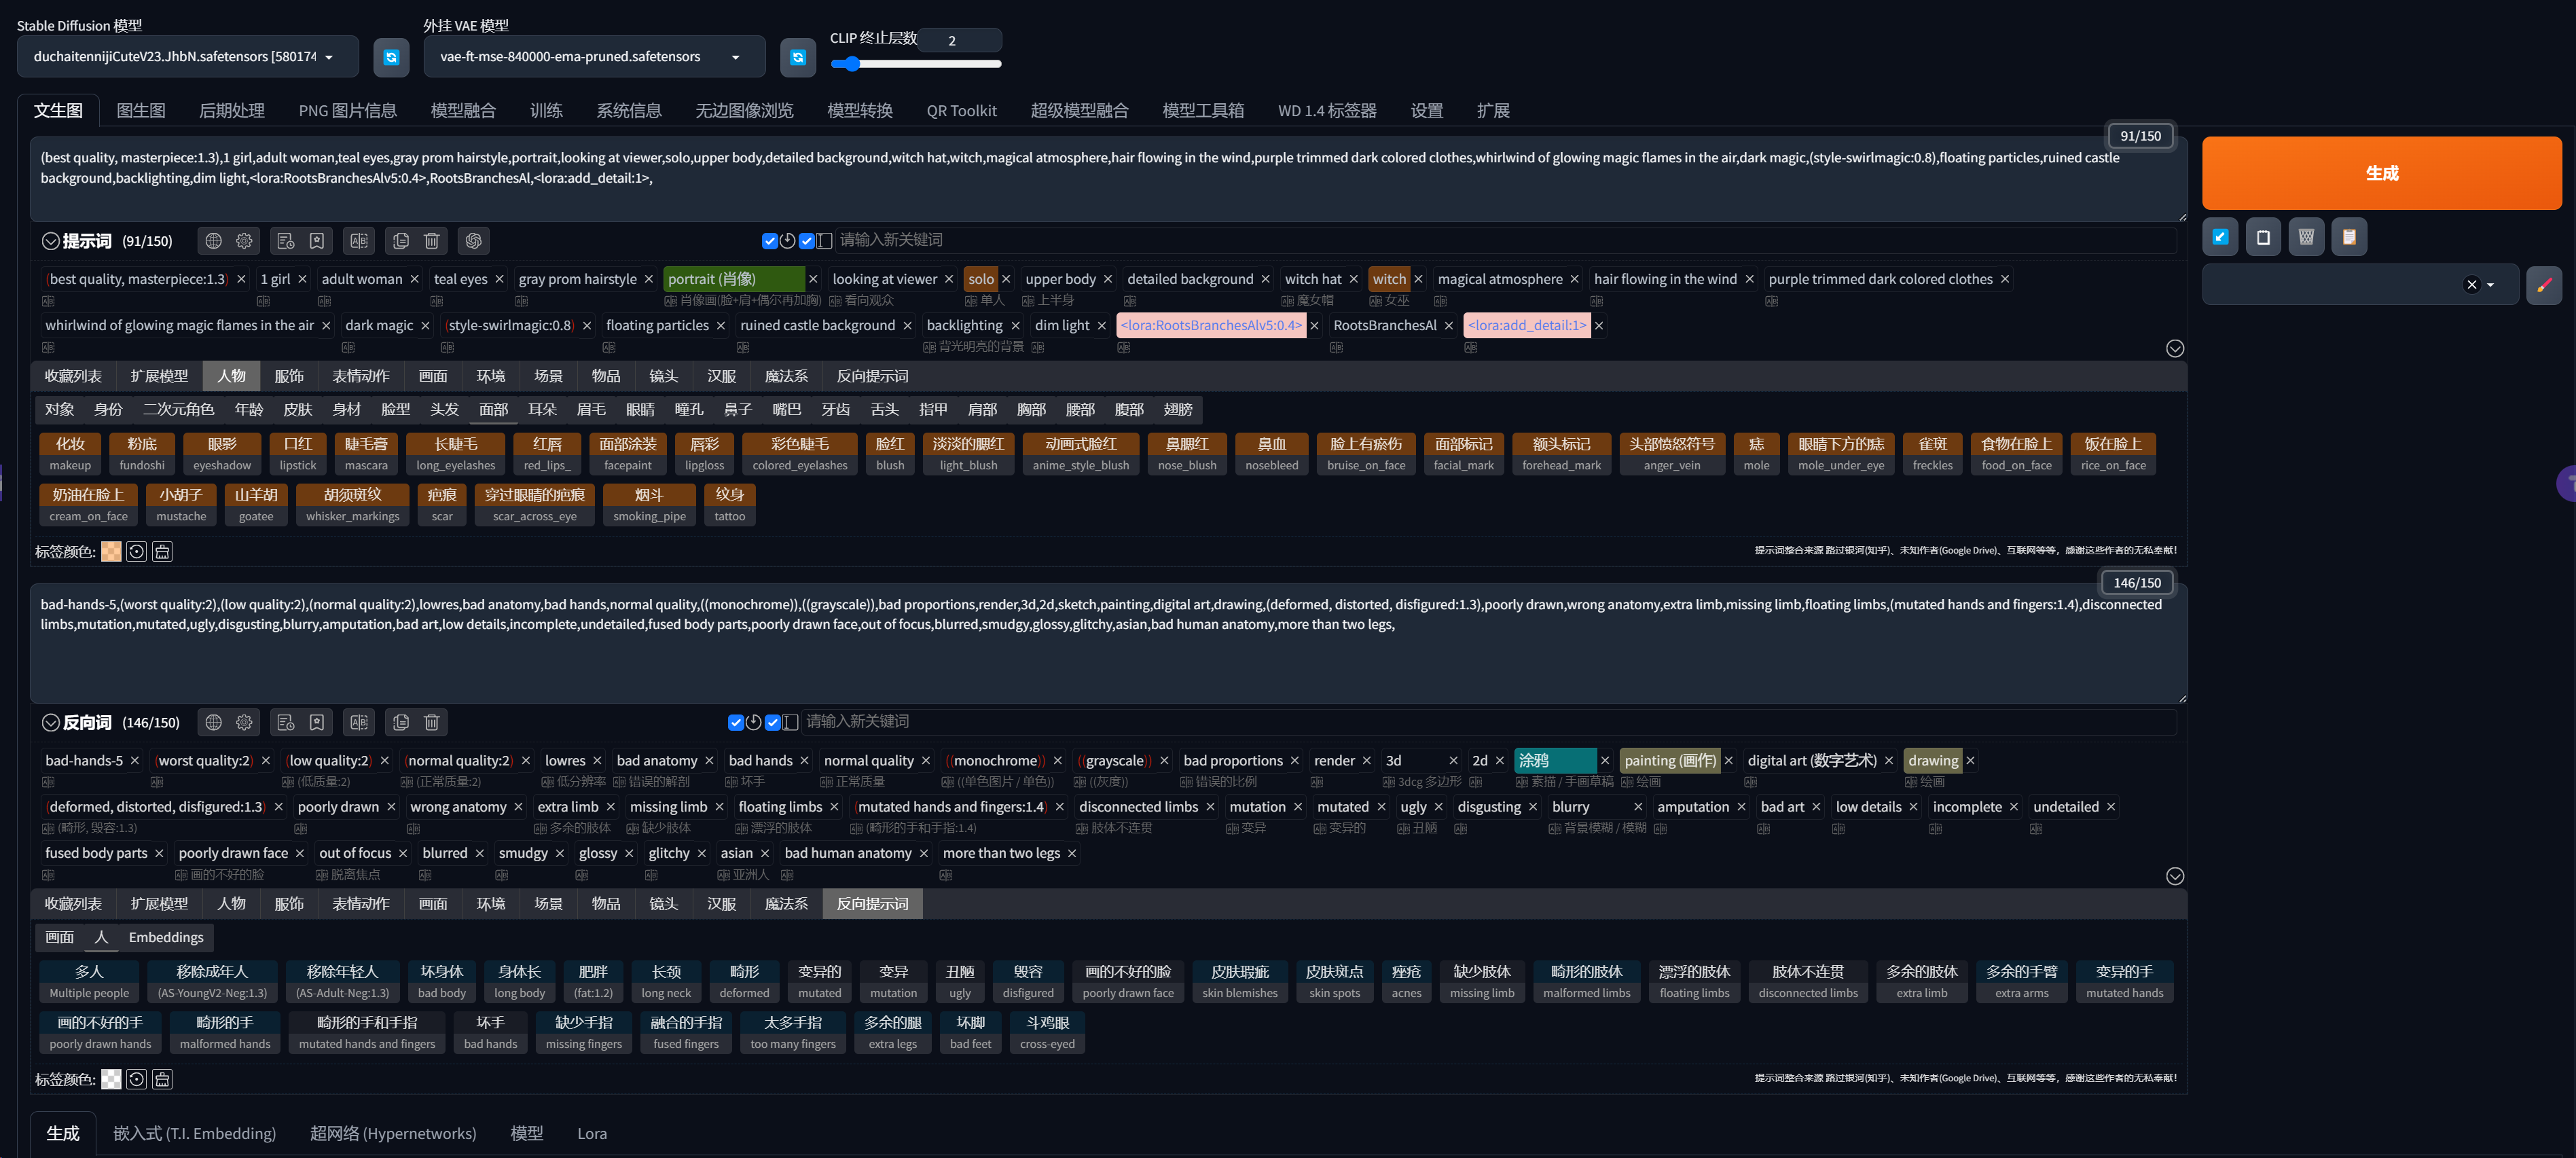 Stable Diffusion 模型
外挂 VAE 模型
CLIP 终止层数 2
duchaitennijiCuteV23.JhbN.safetensors [580174
vae-ft-mse-840000-ema-pruned.safetensors
文生图 图生图 后期处理 PNG 图片信息 模型融合 训练 系统信息 无边图像浏览 模型转换 QR Toolkit 超级模型融合 模型工具箱 WD 1.4 标签器 设置 扩展
91/150
(best quality, masterpiece:1.3),1 girl,adult woman,teal eyes,gray prom hairstyle,portrait,looking at viewer,solo,upper body,detailed background,witch hat,witch,magical atmosphere,hair flowing in the wind,purple trimmed dark colored clothes,whirlwind of glowing magic flames in the air,dark magic,(style-swirlmagic:0.8),floating particles,ruined castle
background,backlighting,dim light,<lora:RootsBranchesAlv5:0.4>,RootsBranchesAl,<lora:add_detail:1>,
生成
提示词 (91/150) 请输入新关键词
(best quality, masterpiece:1.3) 1 girl adult woman teal eyes gray prom hairstyle portrait (肖像) looking at viewer solo upper body detailed background witch hat witch magical atmosphere hair flowing in the wind purple trimmed dark colored clothes
肖像画(脸+肩+偶尔再加胸) 看向观众 单人 上半身 魔女帽 女巫
whirlwind of glowing magic flames in the air dark magic (style-swirlmagic:0.8) floating particles ruined castle background backlighting dim light <lora:RootsBranchesAlv5:0.4> RootsBranchesAl <lora:add_detail:1>
背光明亮的背景
收藏列表 扩展模型 人物 服饰 表情动作 画面 环境 场景 物品 镜头 汉服 魔法系 反向提示词
对象 身份 二次元角色 年龄 皮肤 身材 脸型 头发 面部 耳朵 眉毛 眼睛 瞳孔 鼻子 嘴巴 牙齿 舌头 指甲 肩部 胸部 腰部 腹部 翅膀
化妆 粉底 眼影 口红 睫毛膏 长睫毛 红唇 面部涂装 唇彩 彩色睫毛 脸红 淡淡的腮红 动画式脸红 鼻腮红 鼻血 脸上有瘀伤 面部标记 额头标记 头部愤怒符号 痣 眼睛下方的痣 雀斑 食物在脸上 饭在脸上
makeup fundoshi eyeshadow lipstick mascara long_eyelashes red_lips_ facepaint lipgloss colored_eyelashes blush light_blush anime_style_blush nose_blush nosebleed bruise_on_face facial_mark forehead_mark anger_vein mole mole_under_eye freckles food_on_face rice_on_face
奶油在脸上 小胡子 山羊胡 胡须斑纹 疤痕 穿过眼睛的疤痕 烟斗 纹身
cream_on_face mustache goatee whisker_markings scar scar_across_eye smoking_pipe tattoo
标签颜色: 提示词整合来源 路过银河(知乎)、未知作者(Google Drive)、互联网等等，感谢这些作者的无私奉献！
146/150
bad-hands-5,(worst quality:2),(low quality:2),(normal quality:2),lowres,bad anatomy,bad hands,normal quality,((monochrome)),((grayscale)),bad proportions,render,3d,2d,sketch,painting,digital art,drawing,(deformed, distorted, disfigured:1.3),poorly drawn,wrong anatomy,extra limb,missing limb,floating limbs,(mutated hands and fingers:1.4),disconnected
limbs,mutation,mutated,ugly,disgusting,blurry,amputation,bad art,low details,incomplete,undetailed,fused body parts,poorly drawn face,out of focus,blurred,smudgy,glossy,glitchy,asian,bad human anatomy,more than two legs,
反向词 (146/150) 请输入新关键词
bad-hands-5 (worst quality:2) (low quality:2) (normal quality:2) lowres bad anatomy bad hands normal quality ((monochrome)) ((grayscale)) bad proportions render 3d 2d 涂鸦 painting (画作) digital art (数字艺术) drawing
(低质量:2) (正常质量:2) 低分辨率 错误的解剖 坏手 正常质量 ((单色图片 / 单色)) ((灰度)) 错误的比例 3dcg 多边形 素描 / 手画草稿 绘画 绘画
(deformed, distorted, disfigured:1.3) poorly drawn wrong anatomy extra limb missing limb floating limbs (mutated hands and fingers:1.4) disconnected limbs mutation mutated ugly disgusting blurry amputation bad art low details incomplete undetailed
(畸形, 毁容:1.3) 多余的肢体 缺少肢体 漂浮的肢体 (畸形的手和手指:1.4) 肢体不连贯 变异 变异的 丑陋 背景模糊 / 模糊
fused body parts poorly drawn face out of focus blurred smudgy glossy glitchy asian bad human anatomy more than two legs
画的不好的脸 脱离焦点 亚洲人
收藏列表 扩展模型 人物 服饰 表情动作 画面 环境 场景 物品 镜头 汉服 魔法系 反向提示词
画面 人 Embeddings
多人 移除成年人 移除年轻人 坏身体 身体长 肥胖 长颈 畸形 变异的 变异 丑陋 毁容 画的不好的脸 皮肤瑕疵 皮肤斑点 痤疮 缺少肢体 畸形的肢体 漂浮的肢体 肢体不连贯 多余的肢体 多余的手臂 变异的手
Multiple people (AS-YoungV2-Neg:1.3) (AS-Adult-Neg:1.3) bad body long body (fat:1.2) long neck deformed mutated mutation ugly disfigured poorly drawn face skin blemishes skin spots acnes missing limb malformed limbs floating limbs disconnected limbs extra limb extra arms mutated hands
画的不好的手 畸形的手 畸形的手和手指 坏手 缺少手指 融合的手指 太多手指 多余的腿 坏脚 斗鸡眼
poorly drawn hands malformed hands mutated hands and fingers bad hands missing fingers fused fingers too many fingers extra legs bad feet cross-eyed
标签颜色: 提示词整合来源 路过银河(知乎)、未知作者(Google Drive)、互联网等等，感谢这些作者的无私奉献！
生成 嵌入式 (T.I. Embedding) 超网络 (Hypernetworks) 模型 Lora